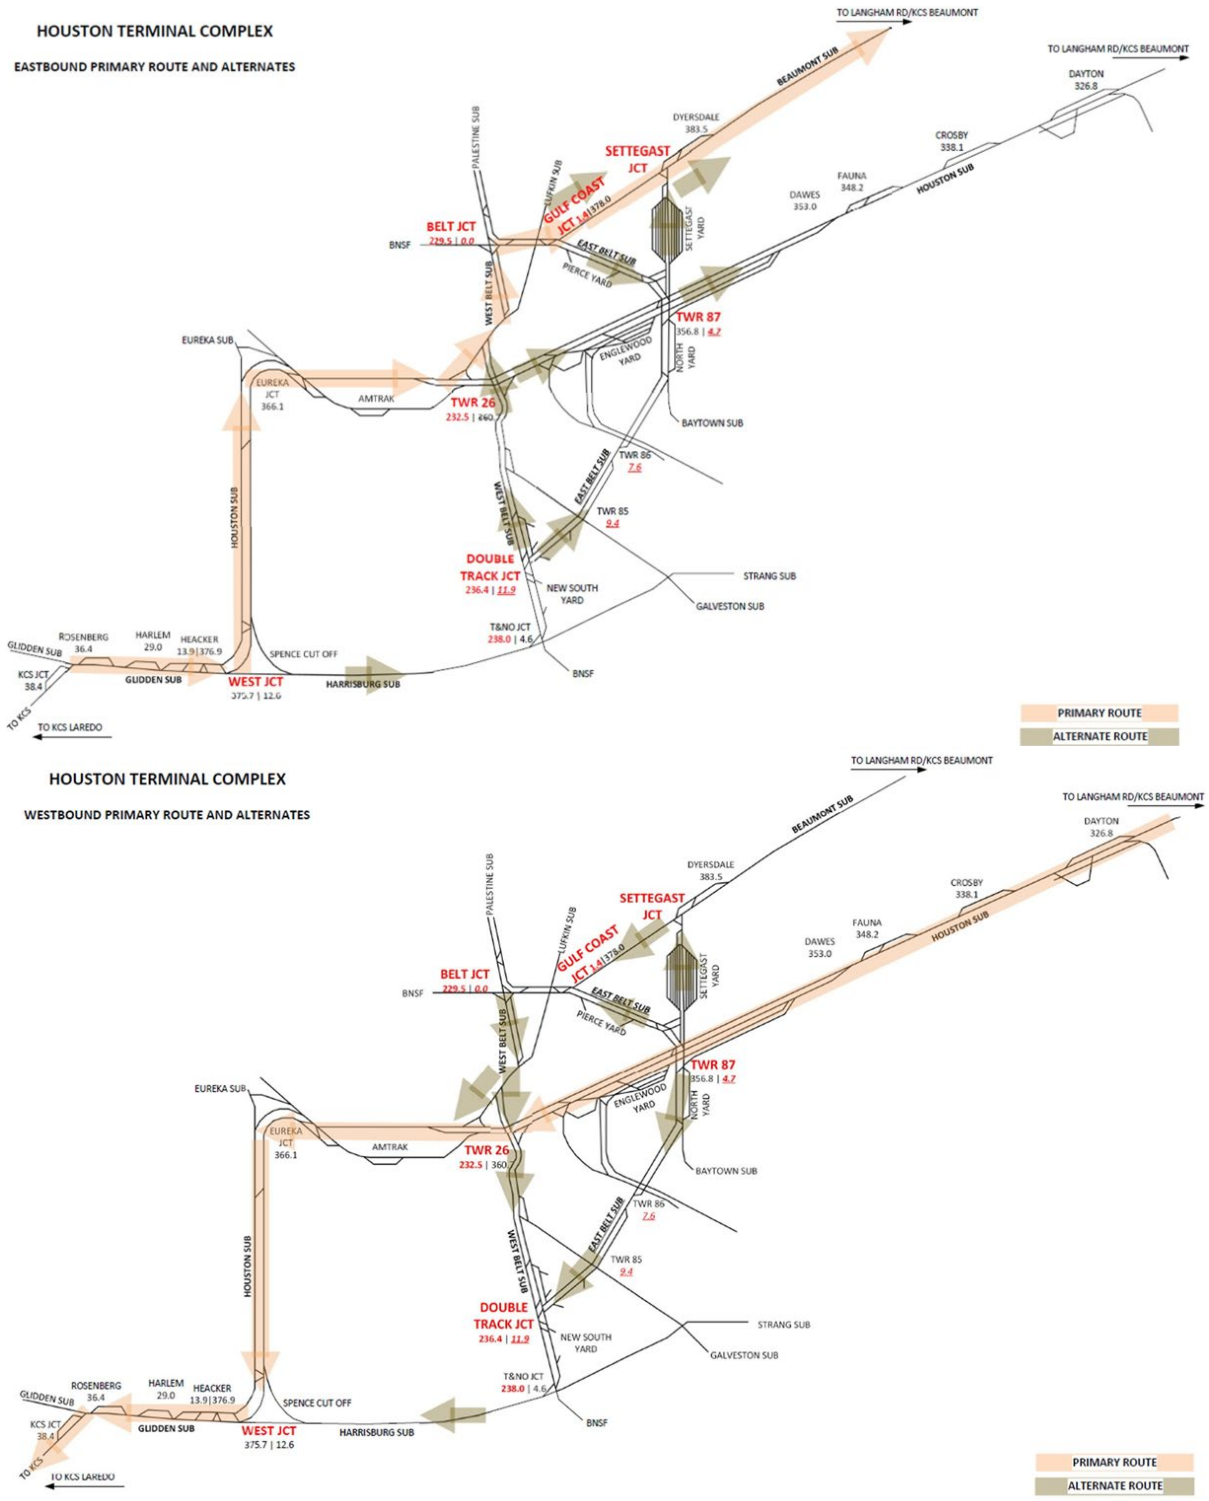 HOUSTON TERMINAL COMPLEX
EASTBOUND PRIMARY ROUTE AND ALTERNATES
TO LANGHAM RD/KCS BEAUMONT
TO LANGHAM RD/KCS BEAUMONT
BEAUMONT SUB
DAYTON
326.8
PALESTINE SUB
DYERSDALE
383.5
CROSBY
338.1
SETTEGAST
JCT
LUFKIN SUB
FAUNA
348.2
HOUSTON SUB
GULF COAST
JCT 1.4|378.0
DAWES
353.0
BELT JCT
229.5 | 0.0
BNSF
EAST BELT SUB
SETTEGAST
YARD
PIERCE YARD
WEST BELT SUB
TWR 87
356.8 | 4.7
EUREKA SUB
ENGLEWOOD
YARD
NORTH
YARD
EUREKA
JCT
366.1
AMTRAK
TWR 26
232.5 | 360.
BAYTOWN SUB
TWR 86
7.6
EAST BELT SUB
WEST BELT SUB
HOUSTON SUB
TWR 85
9.4
DOUBLE
TRACK JCT
236.4 | 11.9
NEW SOUTH
YARD
STRANG SUB
GALVESTON SUB
T&NO JCT
238.0 | 4.6
ROSENBERG
36.4
HARLEM
29.0
HEACKER
13.9|376.9
GLIDDEN SUB
SPENCE CUT OFF
KCS JCT
38.4
GLIDDEN SUB
WEST JCT
375.7 | 12.6
HARRISBURG SUB
BNSF
TO KCS
TO KCS LAREDO
PRIMARY ROUTE
ALTERNATE ROUTE
HOUSTON TERMINAL COMPLEX
WESTBOUND PRIMARY ROUTE AND ALTERNATES
TO LANGHAM RD/KCS BEAUMONT
TO LANGHAM RD/KCS BEAUMONT
BEAUMONT SUB
DAYTON
326.8
PALESTINE SUB
DYERSDALE
383.5
CROSBY
338.1
SETTEGAST
JCT
LUFKIN SUB
FAUNA
348.2
HOUSTON SUB
GULF COAST
JCT 1.4|378.0
DAWES
353.0
BELT JCT
229.5 | 0.0
BNSF
EAST BELT SUB
SETTEGAST
YARD
PIERCE YARD
WEST BELT SUB
TWR 87
356.8 | 4.7
EUREKA SUB
ENGLEWOOD
YARD
NORTH
YARD
EUREKA
JCT
366.1
AMTRAK
TWR 26
232.5 | 360.7
BAYTOWN SUB
TWR 86
7.6
EAST BELT SUB
WEST BELT SUB
HOUSTON SUB
TWR 85
9.4
DOUBLE
TRACK JCT
236.4 | 11.9
NEW SOUTH
YARD
STRANG SUB
GALVESTON SUB
T&NO JCT
238.0 | 4.6
ROSENBERG
36.4
HARLEM
29.0
HEACKER
13.9|376.9
GLIDDEN SUB
SPENCE CUT OFF
KCS JCT
38.4
GLIDDEN SUB
WEST JCT
375.7 | 12.6
HARRISBURG SUB
BNSF
TO KCS
TO KCS LAREDO
PRIMARY ROUTE
ALTERNATE ROUTE